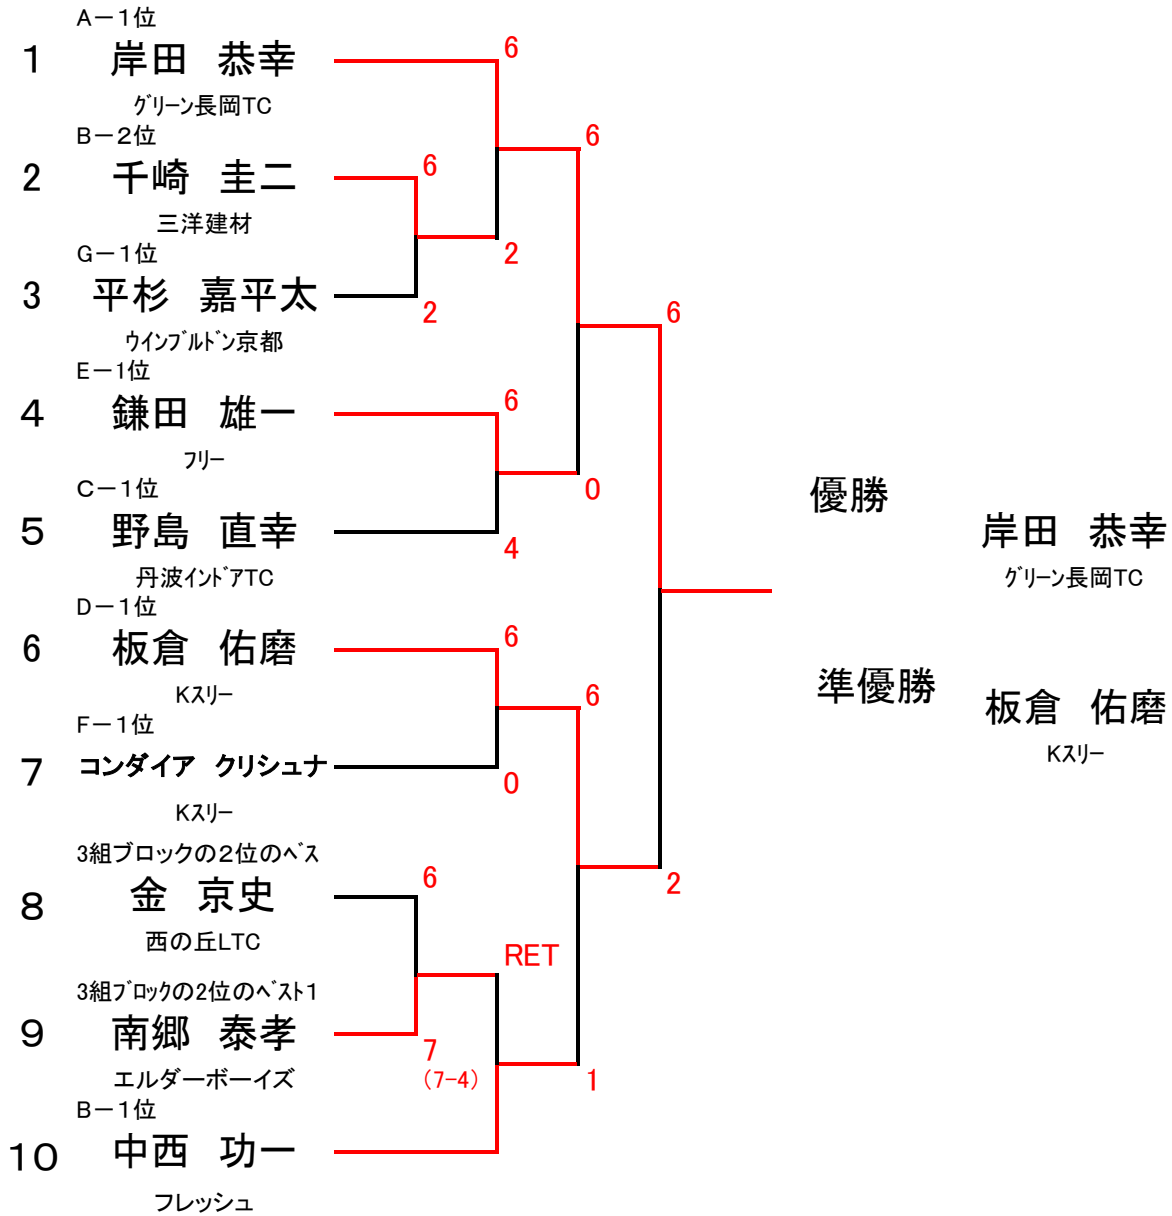 A－1位
1 岸田　恭幸
ｸﾞﾘｰﾝ長岡TC
6
B－2位
2 千崎　圭二
6
三洋建材
6
2
G－1位
3 平杉　嘉平太
2
ｳｲﾝﾌﾞﾙﾄﾞﾝ京都
6
E－1位
4 鎌田　雄一
6
ﾌﾘｰ
0
C－1位
5 野島　直幸
4
丹波ｲﾝﾄﾞｱTC
優勝
岸田　恭幸
ｸﾞﾘｰﾝ長岡TC
D－1位
6 板倉　佑磨
6
Kｽﾘｰ
6
準優勝
板倉　佑磨
Kｽﾘｰ
F－1位
7 コンダイア　クリシュナ
0
Kｽﾘｰ
3組ブロックの2位のﾍﾞｽ
8 金　京史
6
西の丘LTC
2
RET
3組ﾌﾞﾛｯｸの2位のﾍﾞｽﾄ1
9 南郷　泰孝
7
(7-4)
エルダーボーイズ
1
B－1位
10 中西　功一
フレッシュ